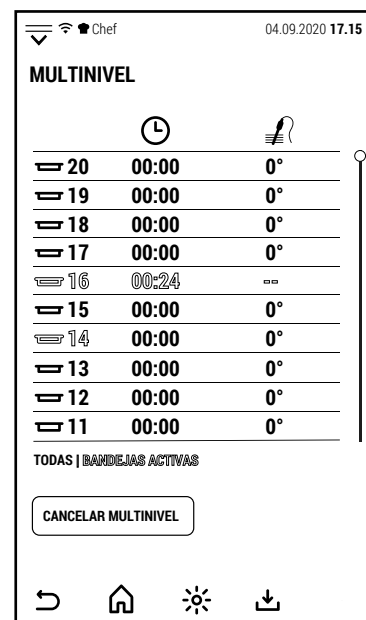 Chef 04.09.2020 17.15
MULTINIVEL
20 00:00 0°
19 00:00 0°
18 00:00 0°
17 00:00 0°
16 00:24 --
15 00:00 0°
14 00:00 0°
13 00:00 0°
12 00:00 0°
11 00:00 0°
TODAS | BANDEJAS ACTIVAS
CANCELAR MULTINIVEL